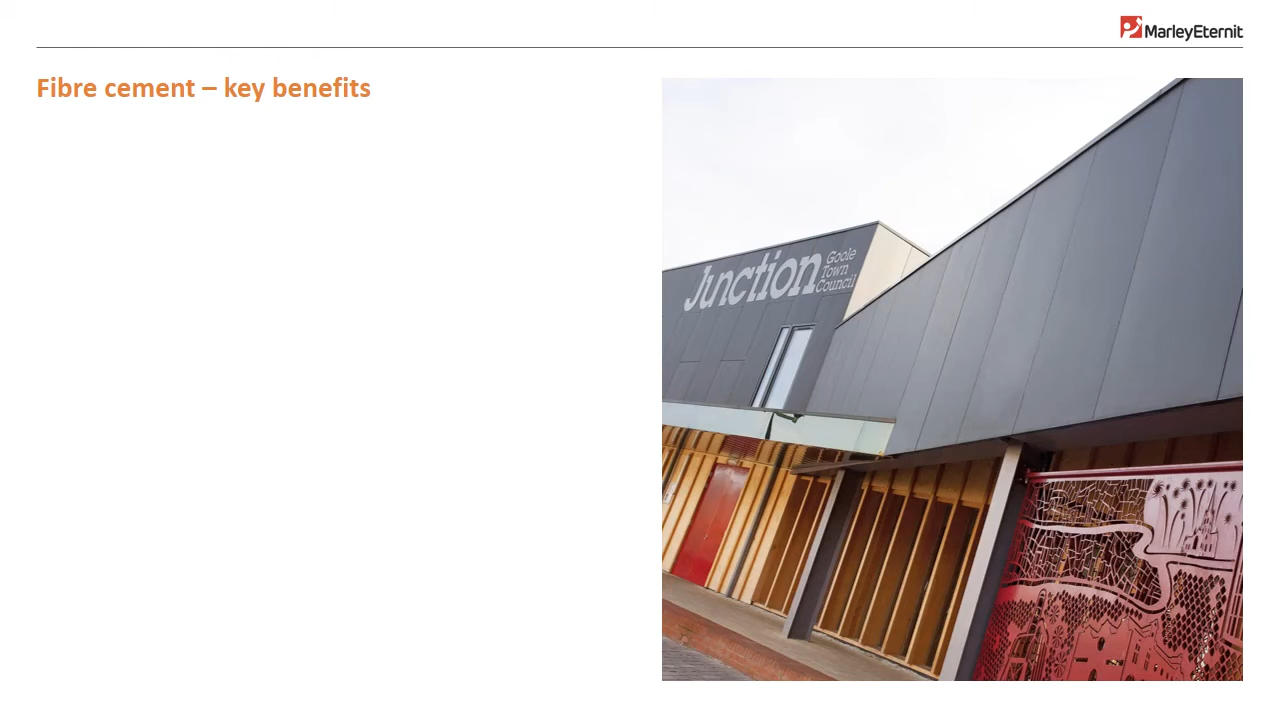 MarleyEternit
Fibre cement – key benefits
Junction
Goole
Town
Council